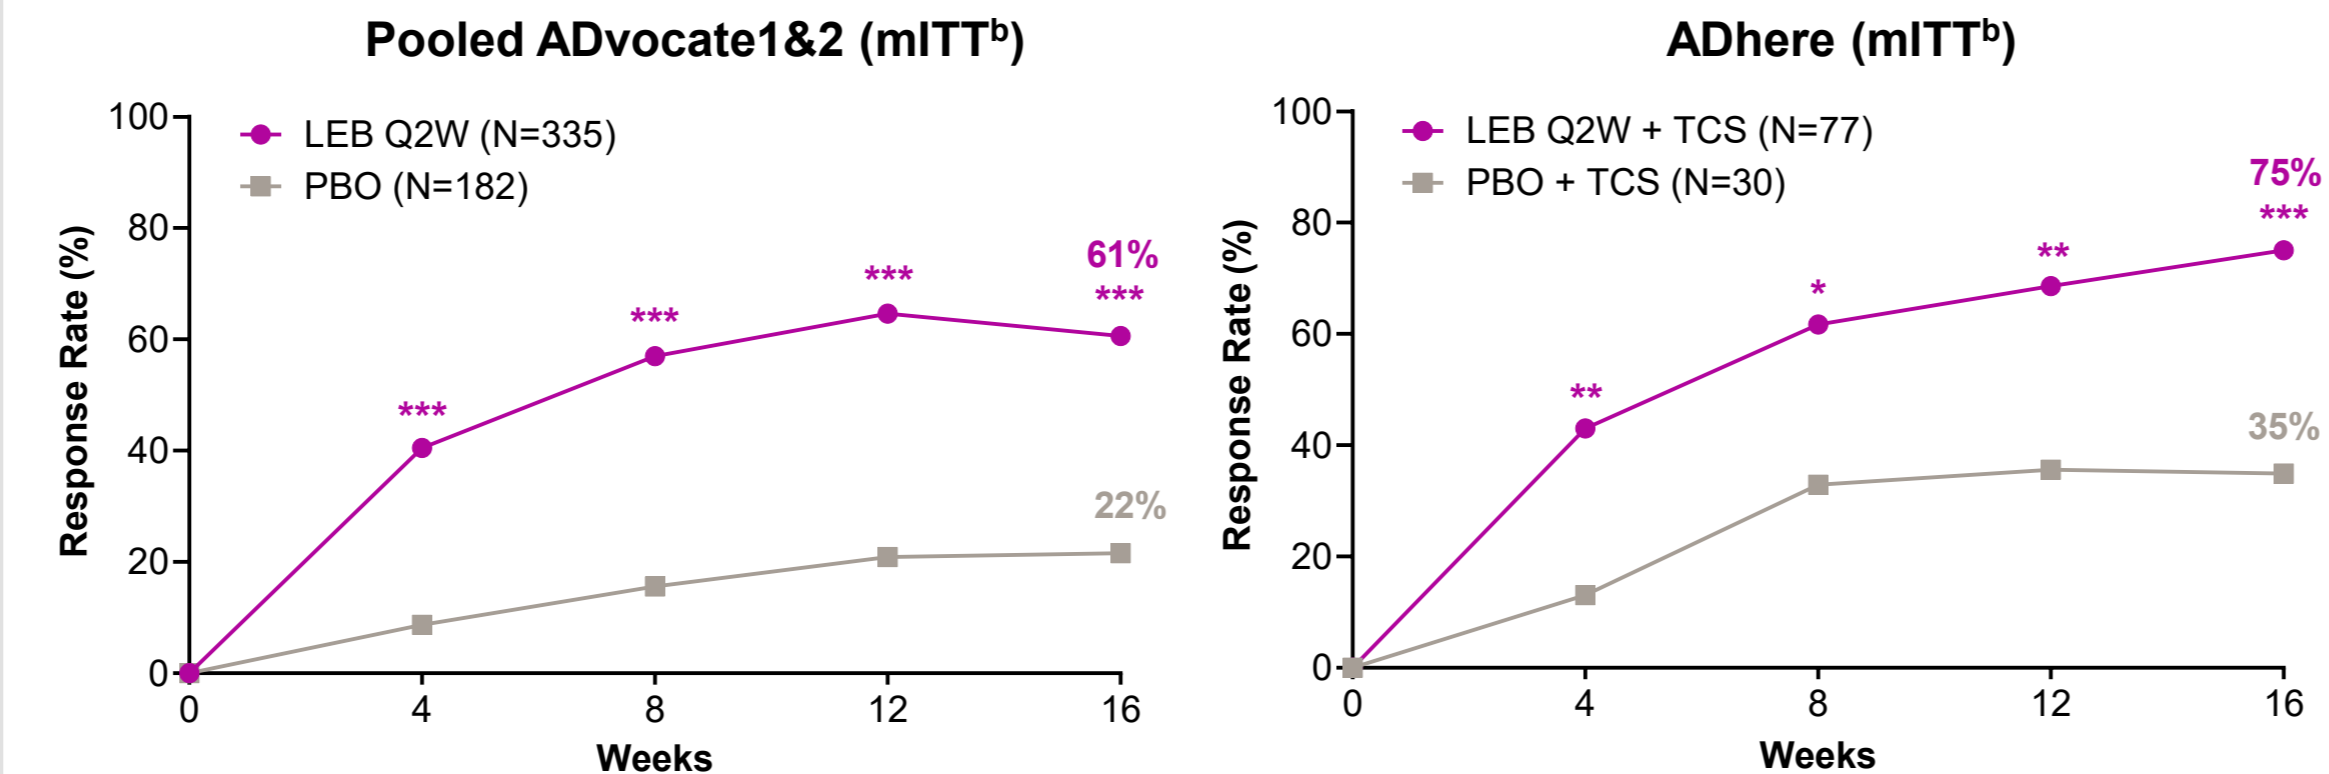 Pooled ADvocate1&2 (mITTᵇ)
LEB Q2W (N=335)
PBO (N=182)
Response Rate (%)
100
80
60
40
20
0
***
***
***
61%
***
22%
0 4 8 12 16
Weeks
ADhere (mITTᵇ)
LEB Q2W + TCS (N=77)
PBO + TCS (N=30)
Response Rate (%)
100
80
60
40
20
0
**
*
**
75%
***
35%
0 4 8 12 16
Weeks